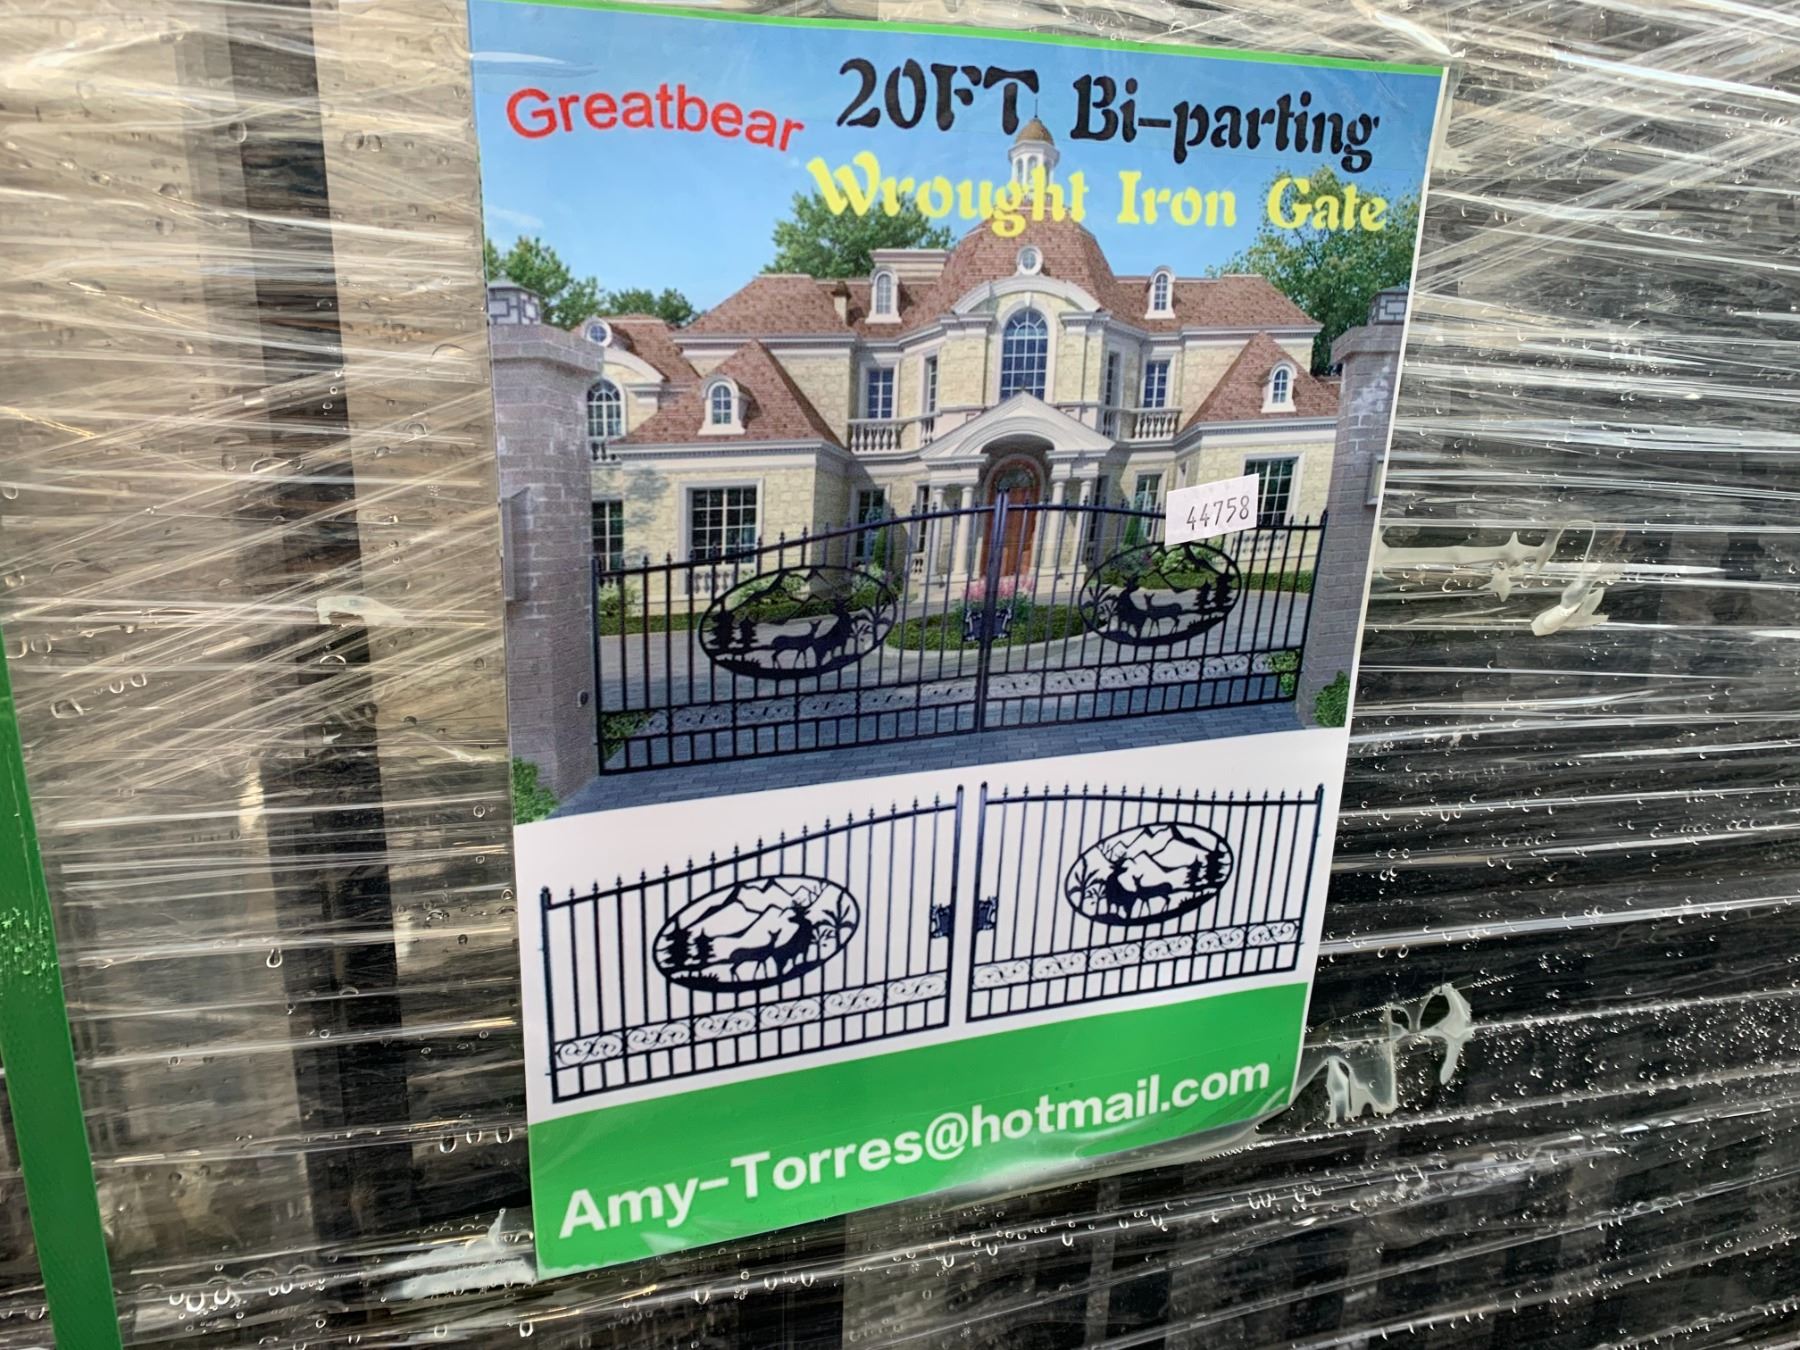 Greatbear
20FT Bi-parting
Wrought Iron Gate
44758
Amy-Torres@hotmail.com